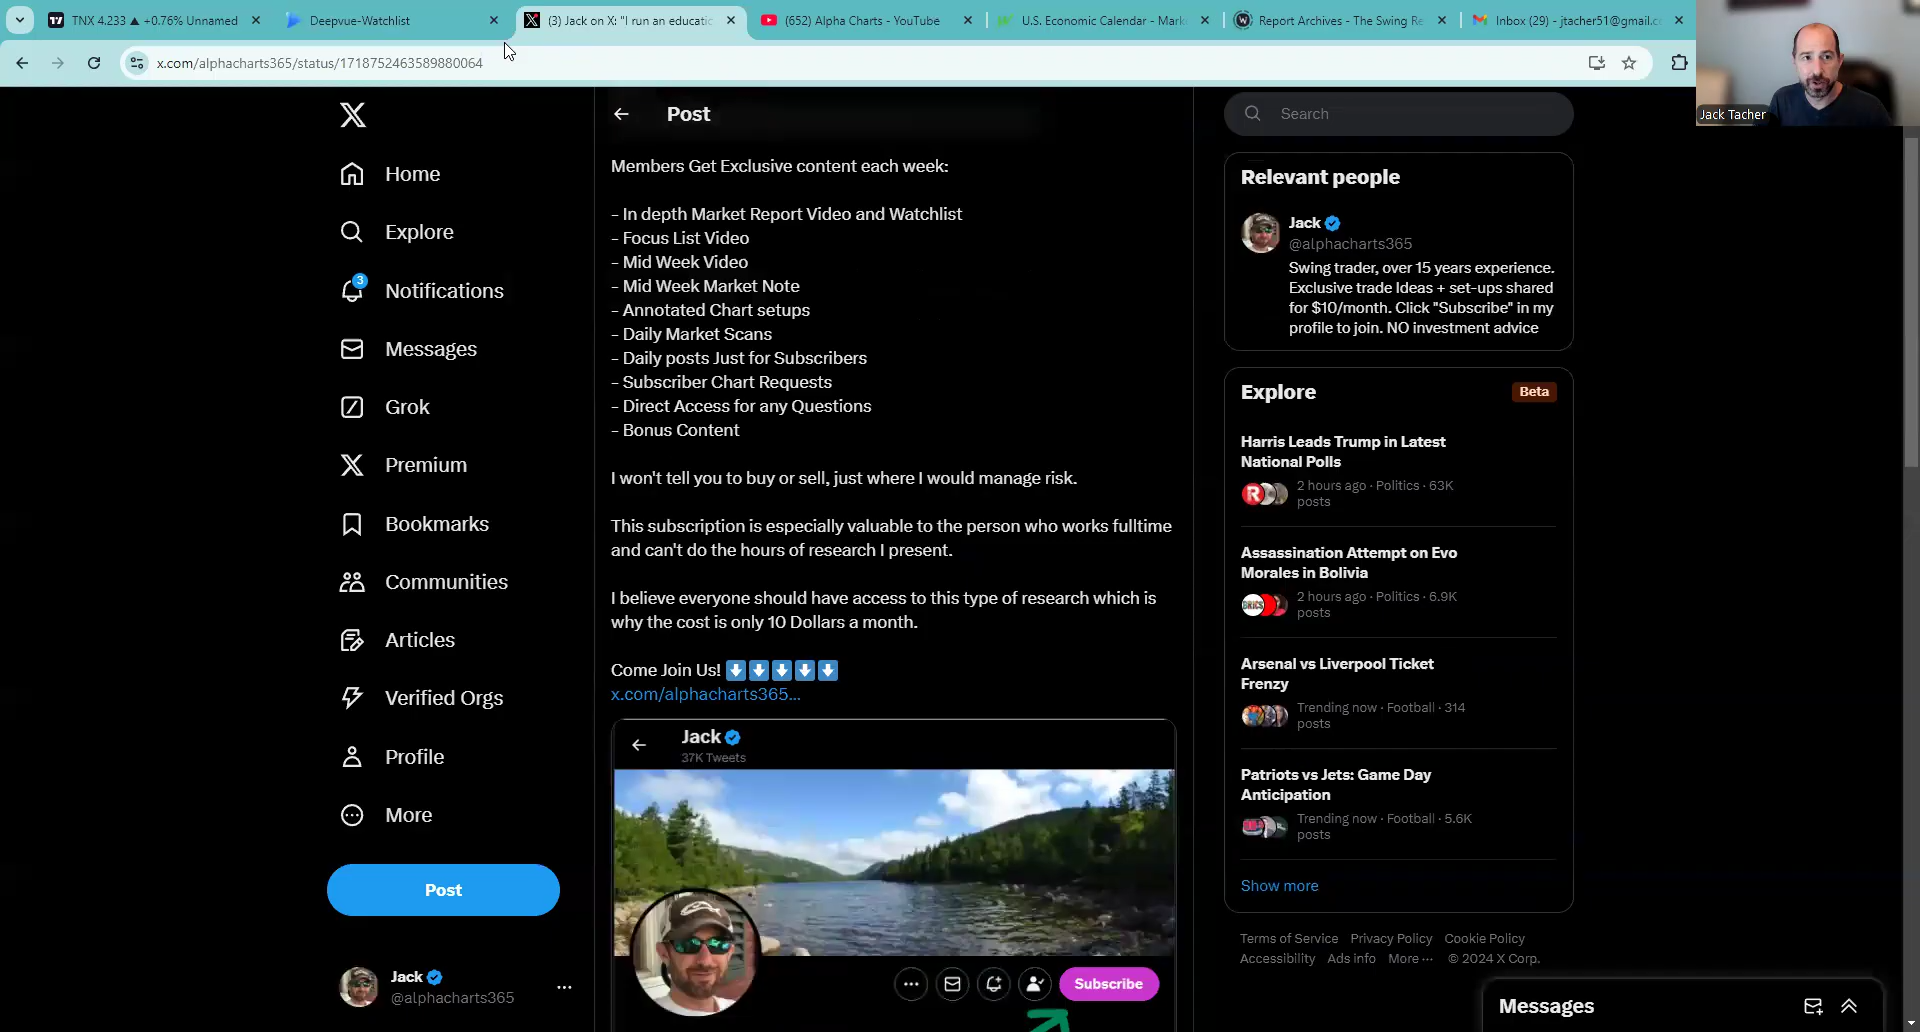 TNX 4.233 ▲ +0.76% Unnamed
Deepvue-Watchlist
(3) Jack on X: "I run an educatio
(652) Alpha Charts - YouTube
U.S. Economic Calendar - Mark
Report Archives - The Swing Re
Inbox (29) - jtacher51@gmail.c
x.com/alphacharts365/status/1718752463589880064
Jack Tacher
Home
Explore
3
Notifications
Messages
Grok
Premium
Bookmarks
Communities
Articles
Verified Orgs
Profile
More
Post
Jack
@alphacharts365
Post
Members Get Exclusive content each week:
- In depth Market Report Video and Watchlist
- Focus List Video
- Mid Week Video
- Mid Week Market Note
- Annotated Chart setups
- Daily Market Scans
- Daily posts Just for Subscribers
- Subscriber Chart Requests
- Direct Access for any Questions
- Bonus Content
I won't tell you to buy or sell, just where I would manage risk.
This subscription is especially valuable to the person who works fulltime
and can't do the hours of research I present.
I believe everyone should have access to this type of research which is
why the cost is only 10 Dollars a month.
Come Join Us! ⬇️⬇️⬇️⬇️⬇️
x.com/alphacharts365...
Jack
37K Tweets
Subscribe
Search
Relevant people
Jack
@alphacharts365
Swing trader, over 15 years experience.
Exclusive trade Ideas + set-ups shared
for $10/month. Click "Subscribe" in my
profile to join. NO investment advice
Explore
Beta
Harris Leads Trump in Latest
National Polls
2 hours ago · Politics · 63K
posts
Assassination Attempt on Evo
Morales in Bolivia
2 hours ago · Politics · 6.9K
posts
Arsenal vs Liverpool Ticket
Frenzy
Trending now · Football · 314
posts
Patriots vs Jets: Game Day
Anticipation
Trending now · Football · 5.6K
posts
Show more
Terms of Service Privacy Policy Cookie Policy
Accessibility Ads info More ··· © 2024 X Corp.
Messages